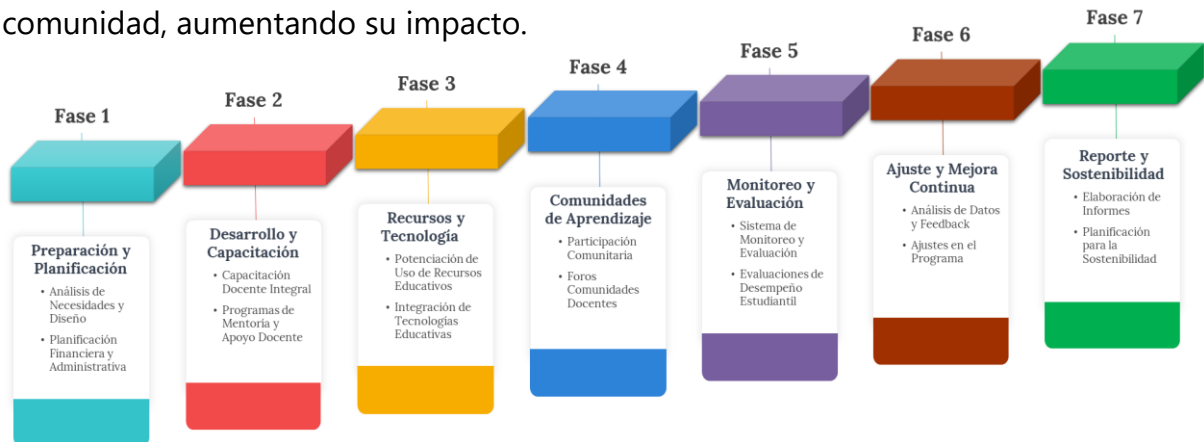 comunidad, aumentando su impacto.
Fase 1
Preparación y
Planificación
• Análisis de
Necesidades y
Diseño
• Planificación
Financiera y
Administrativa
Fase 2
Desarrollo y
Capacitación
• Capacitación
Docente Integral
• Programas de
Mentoria y
Apoyo Docente
Fase 3
Recursos y
Tecnología
• Potenciación de
Uso de Recursos
Educativos
• Integración de
Tecnologías
Educativas
Fase 4
Comunidades
de Aprendizaje
• Participación
Comunitaria
• Foros
Comunidades
Docentes
Fase 5
Monitoreo y
Evaluación
• Sistema de
Monitoreo y
Evaluación
• Evaluaciones de
Desempeño
Estudiantil
Fase 6
Ajuste y Mejora
Continua
• Análisis de Datos
y Feedback
• Ajustes en el
Programa
Fase 7
Reporte y
Sostenibilidad
• Elaboración de
Informes
• Planificación
para la
Sostenibilidad